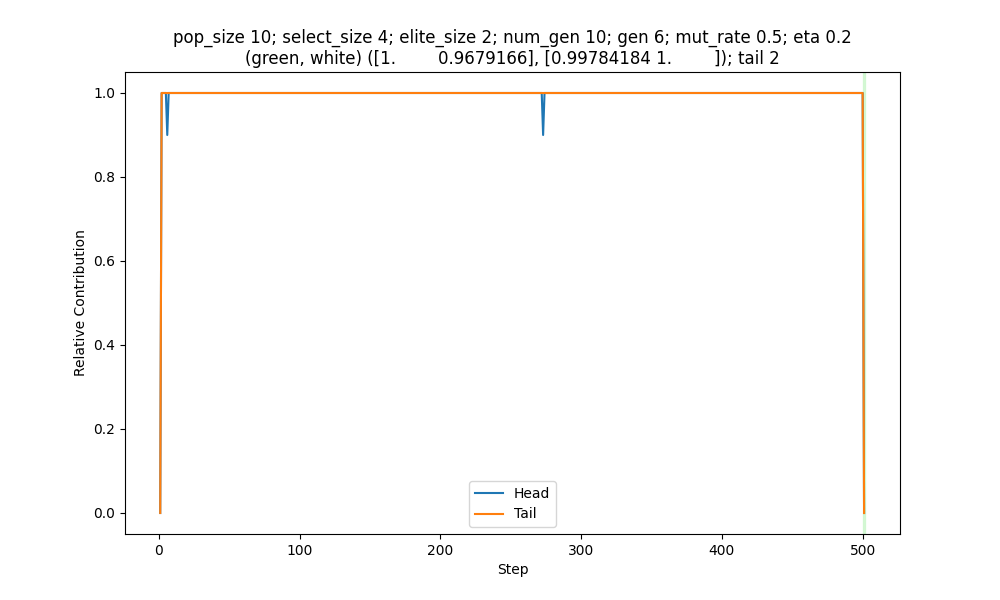 pop_size 10; select_size 4; elite_size 2; num_gen 10; gen 6; mut_rate 0.5; eta 0.2
(green, white) ([1.        0.9679166], [0.99784184 1.        ]); tail 2
1.0
0.8
0.6
0.4
0.2
0.0
Relative Contribution
Head
Tail
0
100
200
300
400
500
Step